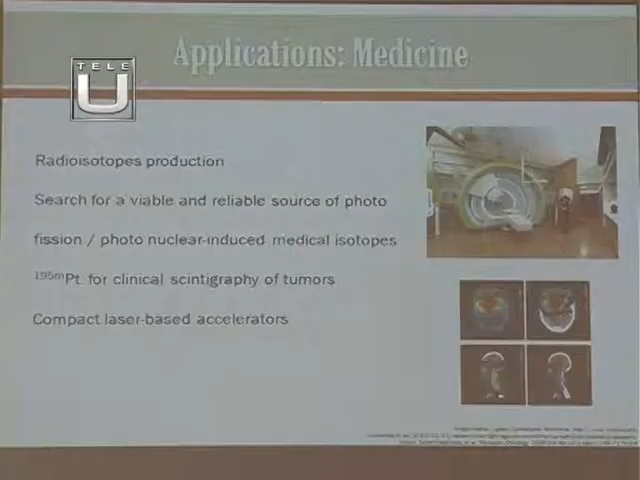 Applications: Medicine
TELE
U
Radioisotopes production
Search for a viable and reliable source of photo
fission / photo nuclear-induced medical isotopes
195mPt for clinical scintigraphy of tumors
Compact laser-based accelerators